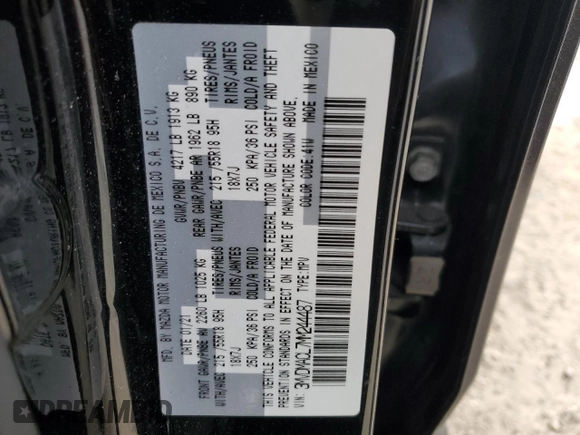 MFD. BY MAZDA MOTOR MANUFACTURING DE MEXICO S.A. DE C.V.
DATE 01/21 GVWR/PNBV 4217 LB 1913 KG
FRONT GAWR/PNBE AV 2260 LB 1025 KG REAR GAWR/PNBE AR 1962 LB 890 KG
WITH/AVEC 215 /55R18 95H TIRES/PNEUS WITH/AVEC 215 /55R18 95H TIRES/PNEUS
18X7J RIMS/JANTES 18X7J RIMS/JANTES
250 KPA/36 PSI COLD/A FROID 250 KPA/36 PSI COLD/A FROID
THIS VEHICLE CONFORMS TO ALL APPLICABLE FEDERAL MOTOR VEHICLE SAFETY AND THEFT
PREVENTION STANDARDS IN EFFECT ON THE DATE OF MANUFACTURE SHOWN ABOVE.
TYPE:MPV COLOR CODE:41W MADE IN MEXICO
VIN:
DREAMERD